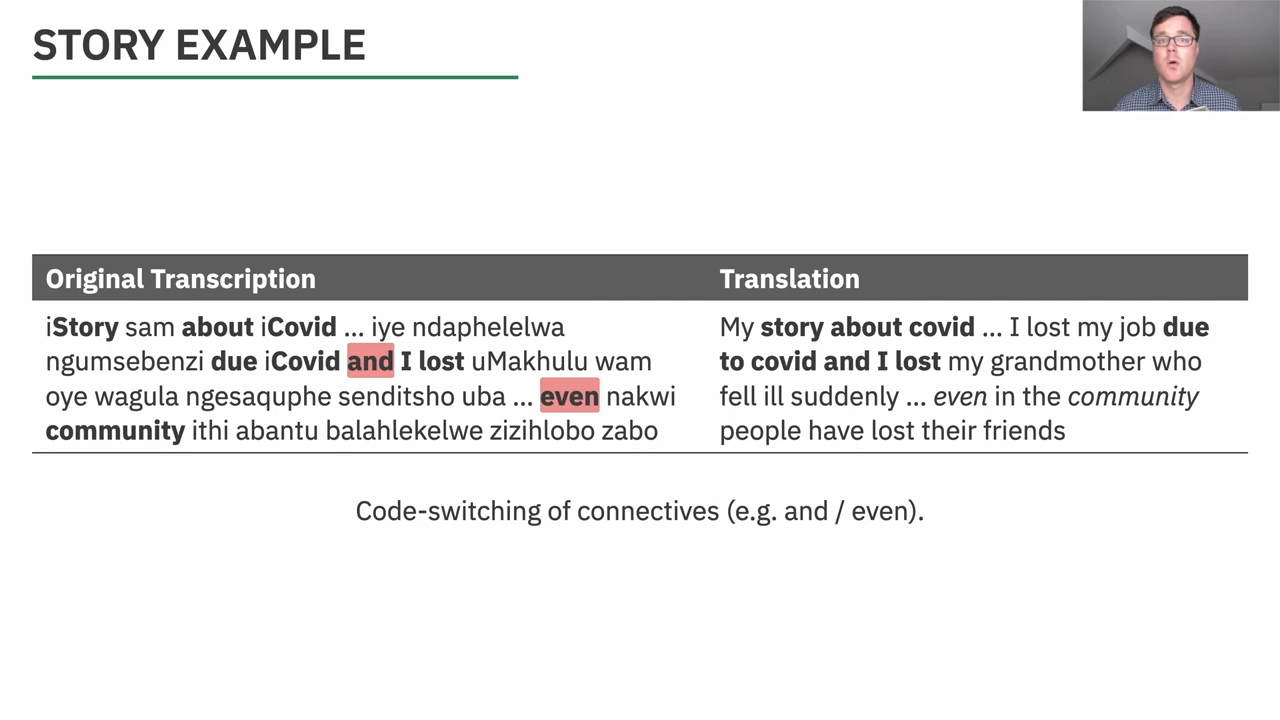 STORY EXAMPLE
Original Transcription
Translation
iStory sam about iCovid ... iye ndaphelelwa
ngumsebenzi due iCovid and I lost uMakhulu wam
oye wagula ngesaquphe senditsho uba ... even nakwi
community ithi abantu balahlekelwe zizihlobo zabo
My story about covid ... I lost my job due
to covid and I lost my grandmother who
fell ill suddenly ... even in the community
people have lost their friends
Code-switching of connectives (e.g. and / even).